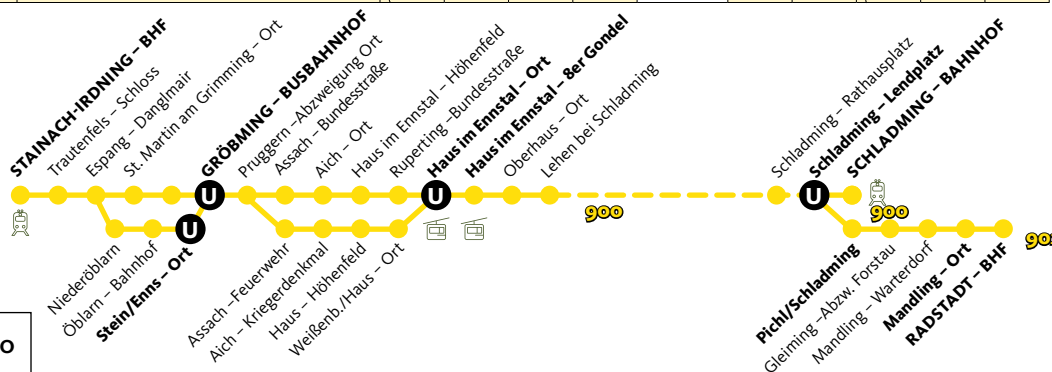 STAINACH-IRDNING – BHF
Trautenfels – Schloss
Espang – Danglmair
St. Martin am Grimming – Ort
GRÖBMING – BUSBAHNHOF
Pruggern –Abzweigung Ort
Assach – Bundesstraße
Aich – Ort
Haus im Ennstal – Höhenfeld
Ruperting –Bundesstraße
Haus im Ennstal – Ort
Haus im Ennstal – 8er Gondel
Oberhaus – Ort
Lehen bei Schladming
Schladming – Rathausplatz
Schladming – Lendplatz
SCHLADMING – BAHNHOF
U
U
U
U
900
900
Niederöblarn
Öblarn – Bahnhof
Stein/Enns – Ort
Assach –Feuerwehr
Aich – Kriegerdenkmal
Haus – Höhenfeld
Weißenb./Haus – Ort
Pichl/Schladming
Gleiming –Abzw. Forstau
Mandling – Warterdorf
Mandling – Ort
RADSTADT – BHF